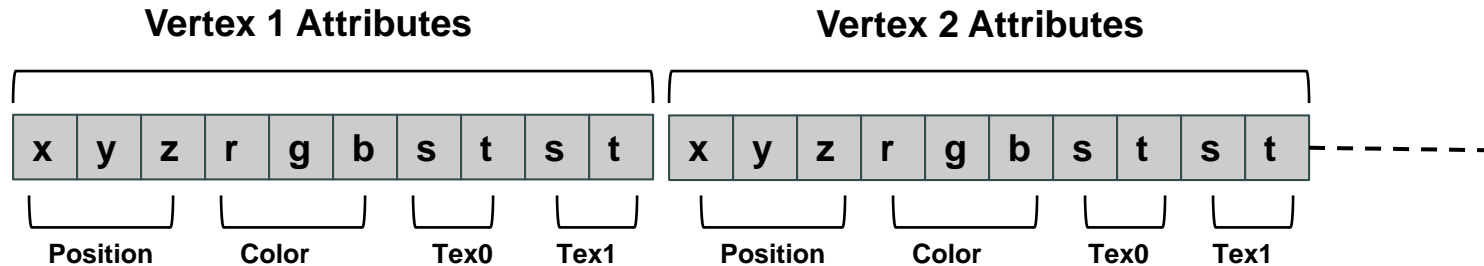 Vertex 1 Attributes Vertex 2 Attributes
x y z r g b s t s t x y z r g b s t s t
Position Color Tex0 Tex1 Position Color Tex0 Tex1